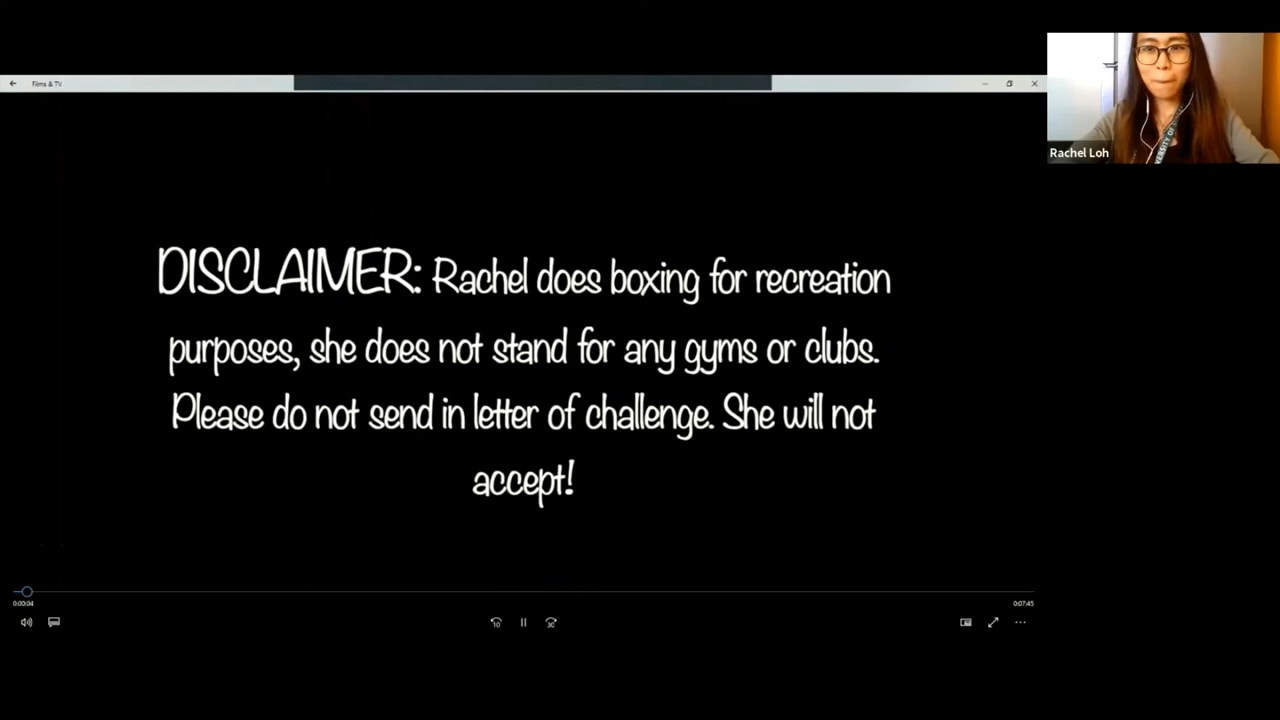 Films & TV
Rachel Loh
DISCLAIMER: Rachel does boxing for recreation
purposes, she does not stand for any gyms or clubs.
Please do not send in letter of challenge. She will not
accept!
0:00:04
0:07:45
10
30